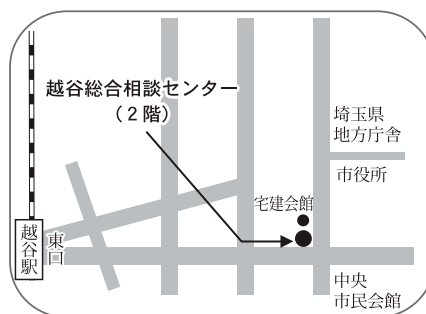 越谷総合相談センター
（２階）
埼玉県
地方庁舎
市役所
宅建会館
越谷駅
東口
中央
市民会館